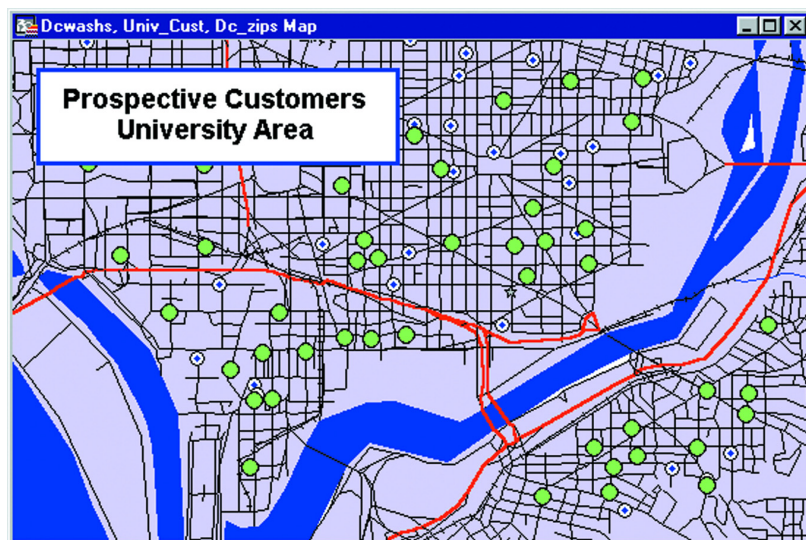 Dcwashs, Univ_Cust, Dc_zips Map
Prospective Customers
University Area